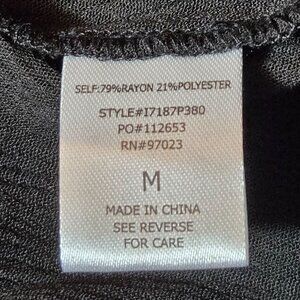 SELF:79%RAYON 21%POLYESTER
STYLE#I7187P380
PO#112653
RN#97023
M
MADE IN CHINA
SEE REVERSE
FOR CARE